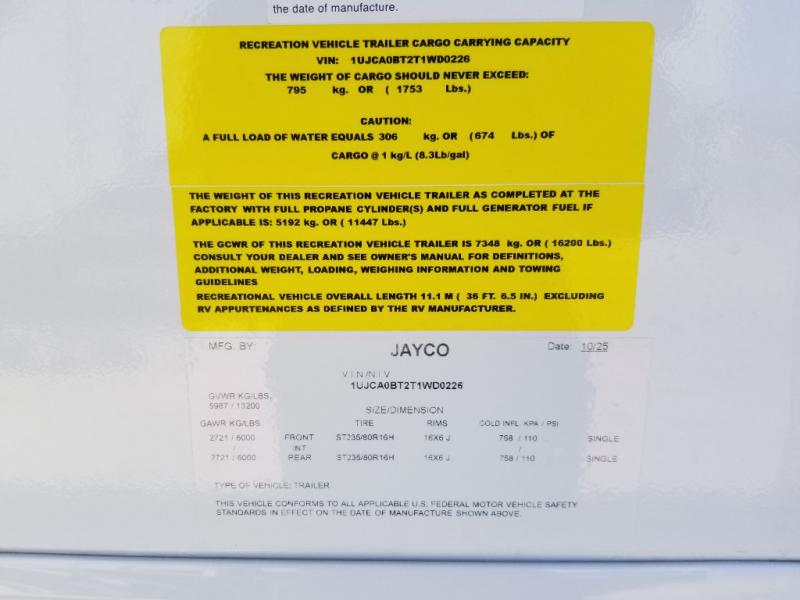 the date of manufacture.
RECREATION VEHICLE TRAILER CARGO CARRYING CAPACITY
VIN: 1UJCA0BT2T1WD0226
THE WEIGHT OF CARGO SHOULD NEVER EXCEED:
795 kg. OR ( 1753 Lbs.)
CAUTION:
A FULL LOAD OF WATER EQUALS 306 kg. OR (674 Lbs.) OF
CARGO @ 1 kg/L (8.3Lb/gal)
THE WEIGHT OF THIS RECREATION VEHICLE TRAILER AS COMPLETED AT THE
FACTORY WITH FULL PROPANE CYLINDER(S) AND FULL GENERATOR FUEL IF
APPLICABLE IS: 5192 kg. OR ( 11447 Lbs.)
THE GCWR OF THIS RECREATION VEHICLE TRAILER IS 7348 kg. OR ( 16200 Lbs.)
CONSULT YOUR DEALER AND SEE OWNER'S MANUAL FOR DEFINITIONS,
ADDITIONAL WEIGHT, LOADING, WEIGHING INFORMATION AND TOWING
GUIDELINES
RECREATIONAL VEHICLE OVERALL LENGTH 11.1 M ( 36 FT. 6.5 IN.) EXCLUDING
RV APPURTENANCES AS DEFINED BY THE RV MANUFACTURER.
MFG. BY: JAYCO Date: 10/25
V.I.N./N.I.V
1UJCA0BT2T1WD0226
GVWR KG/LBS.
5987 / 13200
SIZE/DIMENSION
GAWR KG/LBS. TIRE RIMS COLD INFL. KPA / PSI
2721 / 6000 FRONT ST235/80R16H 16X6 J 758 / 110 SINGLE
/ INT /
2721 / 6000 REAR ST235/80R16H 16X6 J 758 / 110 SINGLE
TYPE OF VEHICLE: TRAILER
THIS VEHICLE CONFORMS TO ALL APPLICABLE U.S. FEDERAL MOTOR VEHICLE SAFETY
STANDARDS IN EFFECT ON THE DATE OF MANUFACTURE SHOWN ABOVE.